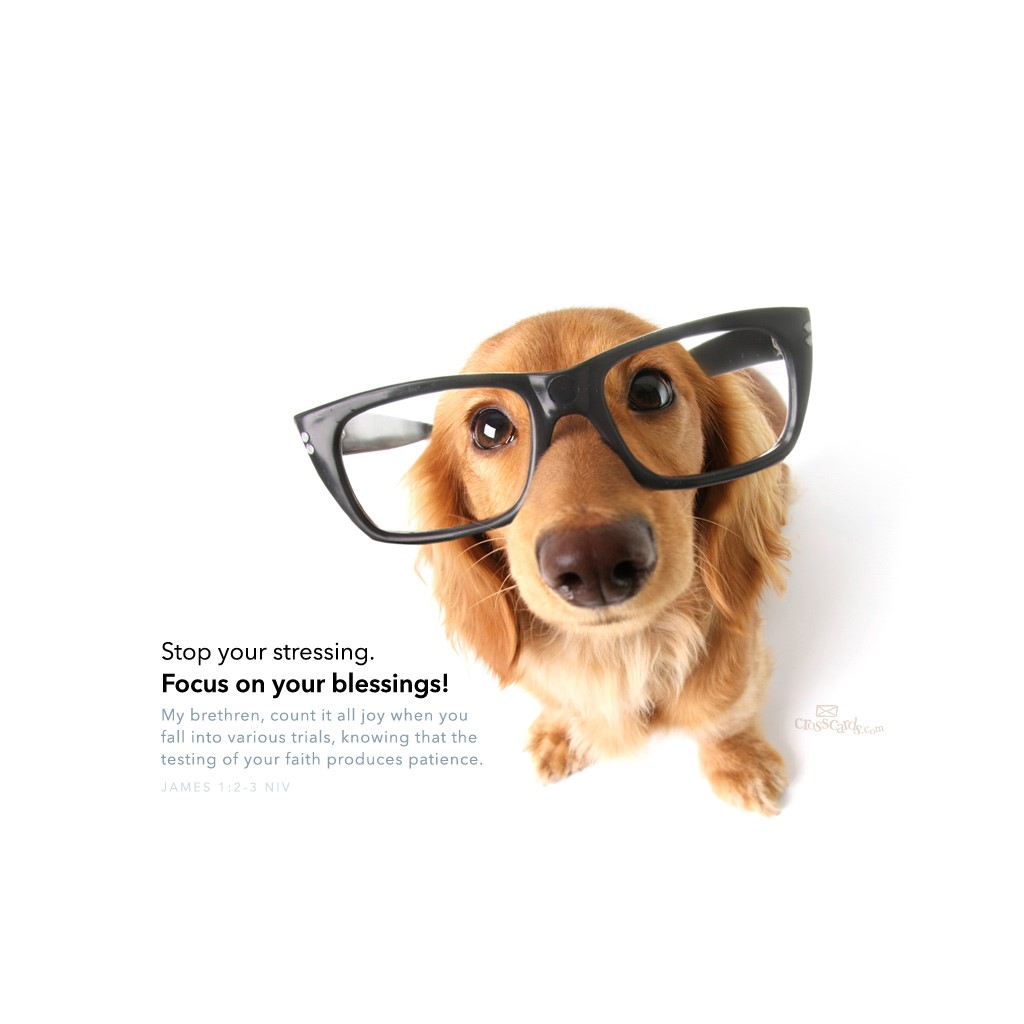 Stop your stressing.
Focus on your blessings!
My brethren, count it all joy when you
fall into various trials, knowing that the
testing of your faith produces patience.
JAMES 1:2-3 NIV
crosscards.com